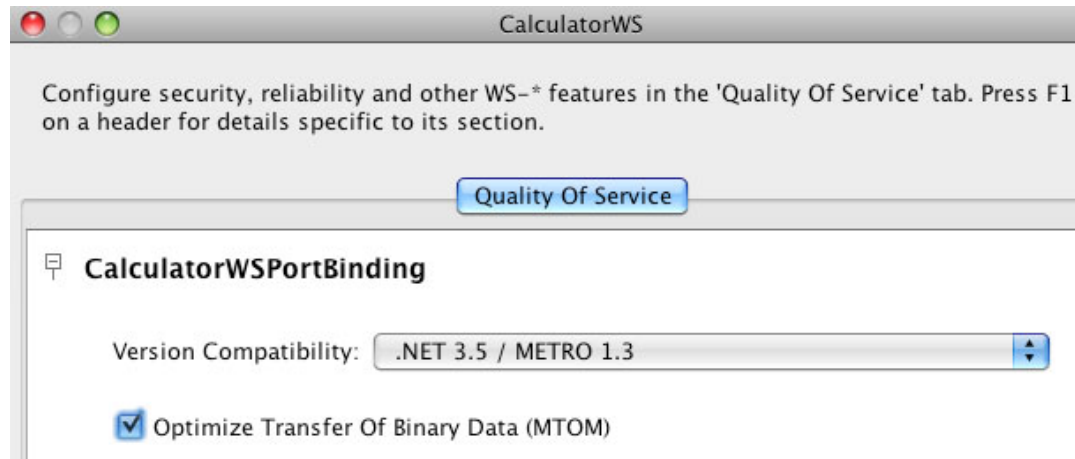 CalculatorWS
Configure security, reliability and other WS-* features in the 'Quality Of Service' tab. Press F1
on a header for details specific to its section.
Quality Of Service
CalculatorWSPortBinding
Version Compatibility: .NET 3.5 / METRO 1.3
Optimize Transfer Of Binary Data (MTOM)